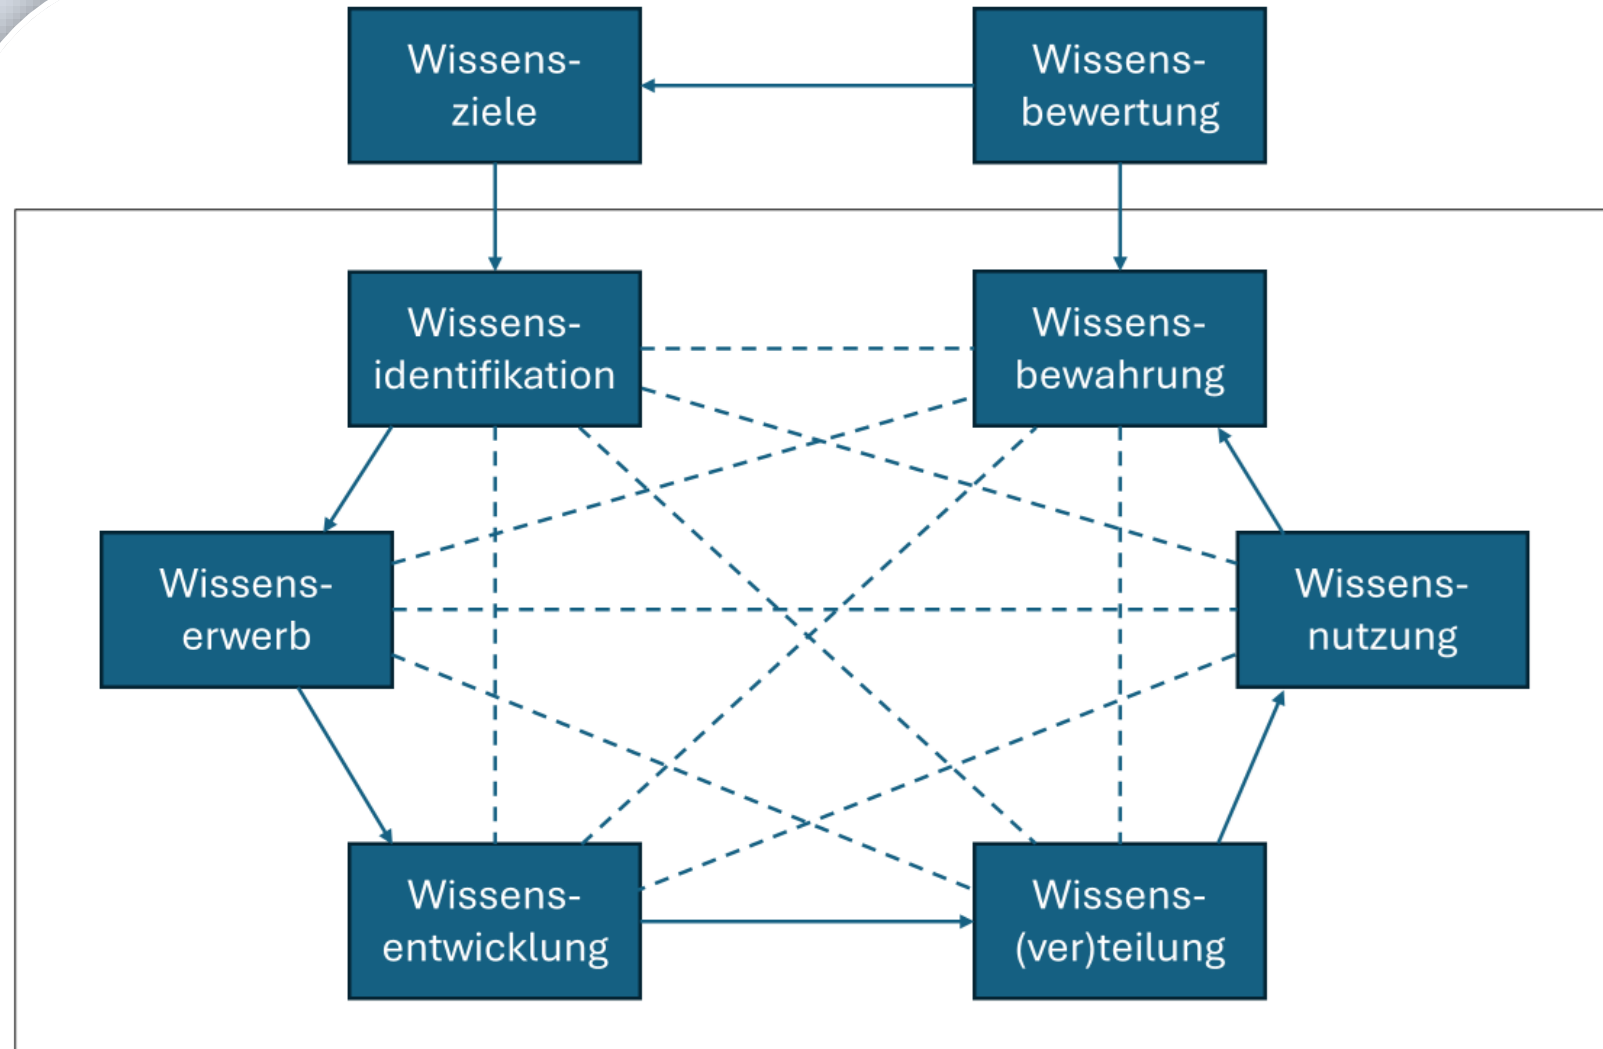 Wissens-
ziele
Wissens-
bewertung
Wissens-
identifikation
Wissens-
bewahrung
Wissens-
erwerb
Wissens-
nutzung
Wissens-
entwicklung
Wissens-
(ver)teilung